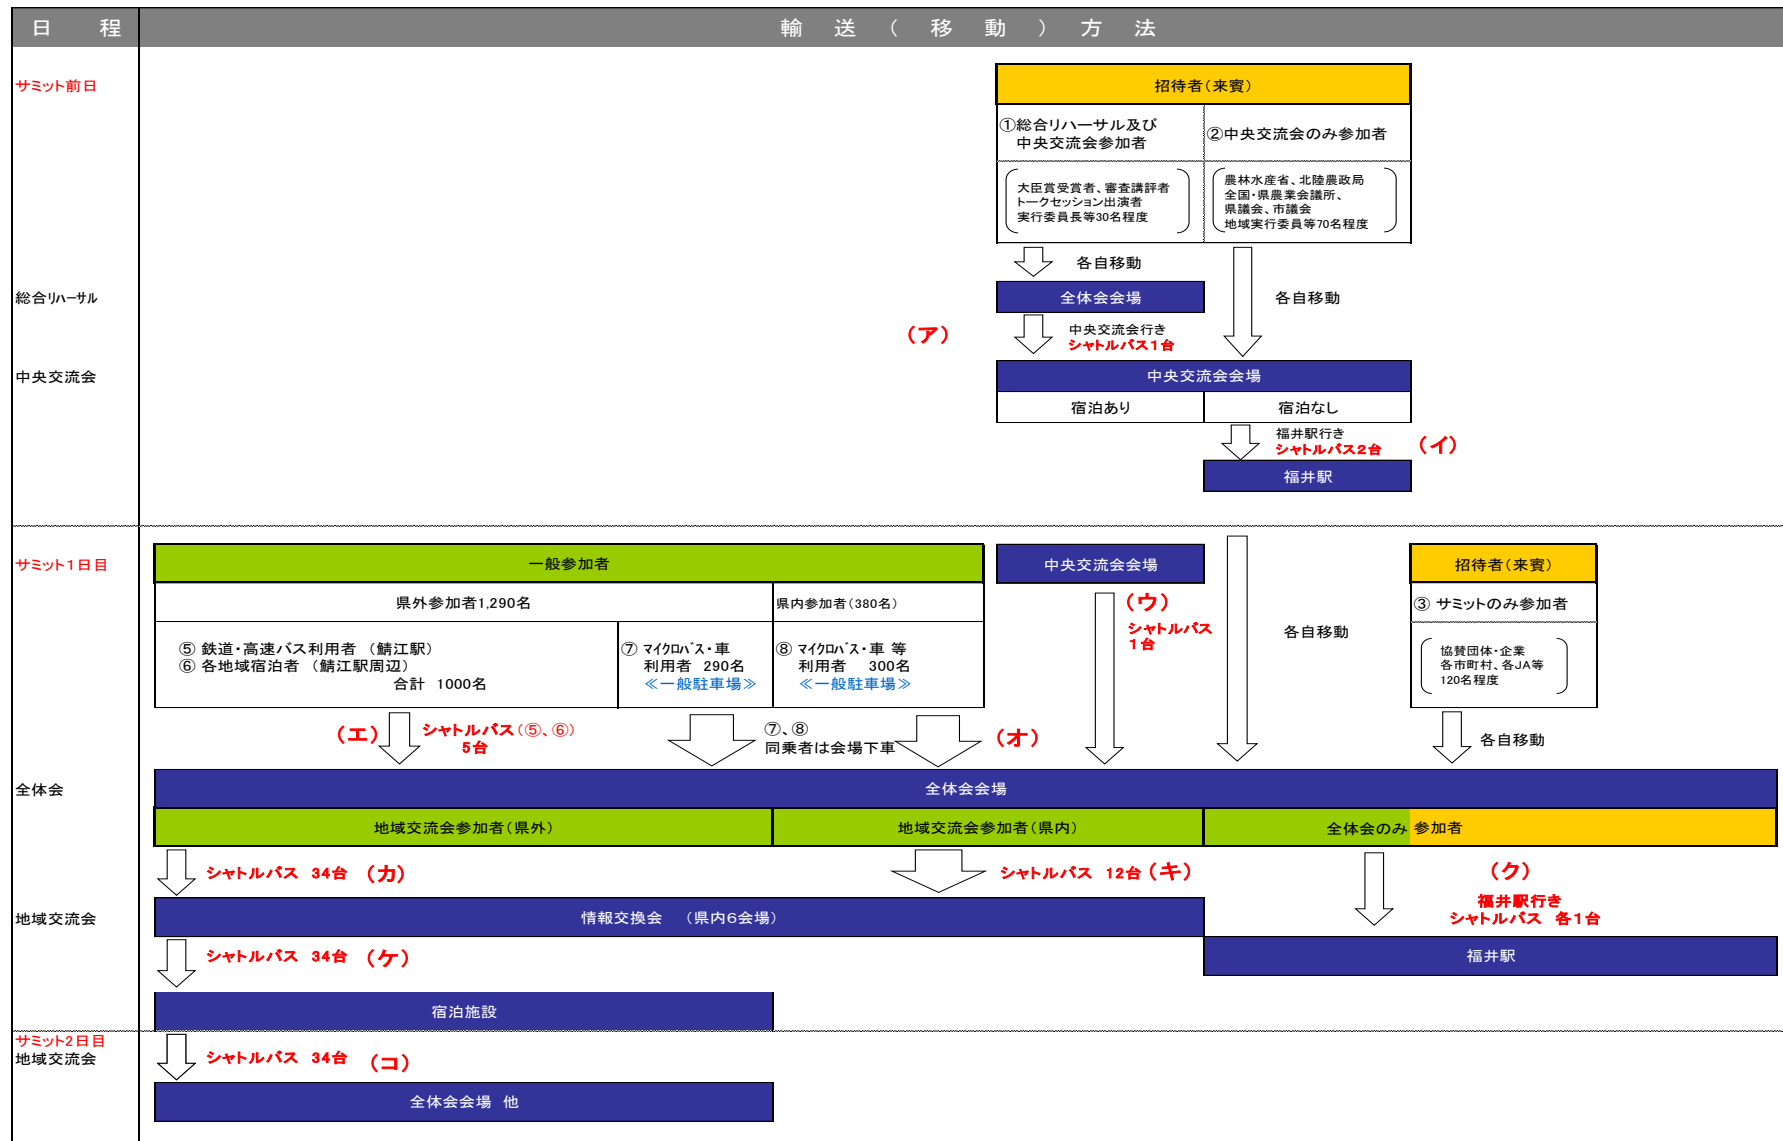 日　程
輸送（移動）方法
サミット前日
招待者（来賓）
①総合リハーサル及び
中央交流会参加者
②中央交流会のみ参加者
大臣賞受賞者、審査講評者
トークセッション出演者
実行委員長等30名程度
農林水産省、北陸農政局
全国・県農業会議所、
県議会、市議会
地域実行委員等70名程度
各自移動
総合リハーサル
全体会会場
各自移動
（ア）
中央交流会行き
シャトルバス１台
中央交流会
中央交流会会場
宿泊あり
宿泊なし
福井駅行き
シャトルバス２台
（イ）
福井駅
サミット１日目
一般参加者
中央交流会会場
招待者（来賓）
県外参加者1,290名
県内参加者（380名）
③ サミットのみ参加者
（ウ）
シャトルバス
１台
各自移動
⑤ 鉄道・高速バス利用者 （鯖江駅）
⑥ 各地域宿泊者 （鯖江駅周辺）
合計 1000名
⑦ マイクロバス・車
利用者 290名
≪一般駐車場≫
⑧ マイクロバス・車 等
利用者 300名
≪一般駐車場≫
協賛団体・企業
各市町村、各JA等
120名程度
（エ）
シャトルバス（⑤、⑥）
5台
⑦、⑧
同乗者は会場下車
（オ）
各自移動
全体会
全体会会場
地域交流会参加者（県外）
地域交流会参加者（県内）
全体会のみ 参加者
シャトルバス 34台 （カ）
シャトルバス 12台（キ）
（ク）
福井駅行き
シャトルバス 各１台
地域交流会
情報交換会 （県内6会場）
シャトルバス 34台 （ケ）
福井駅
宿泊施設
サミット2日目
地域交流会
シャトルバス 34台 （コ）
全体会会場 他